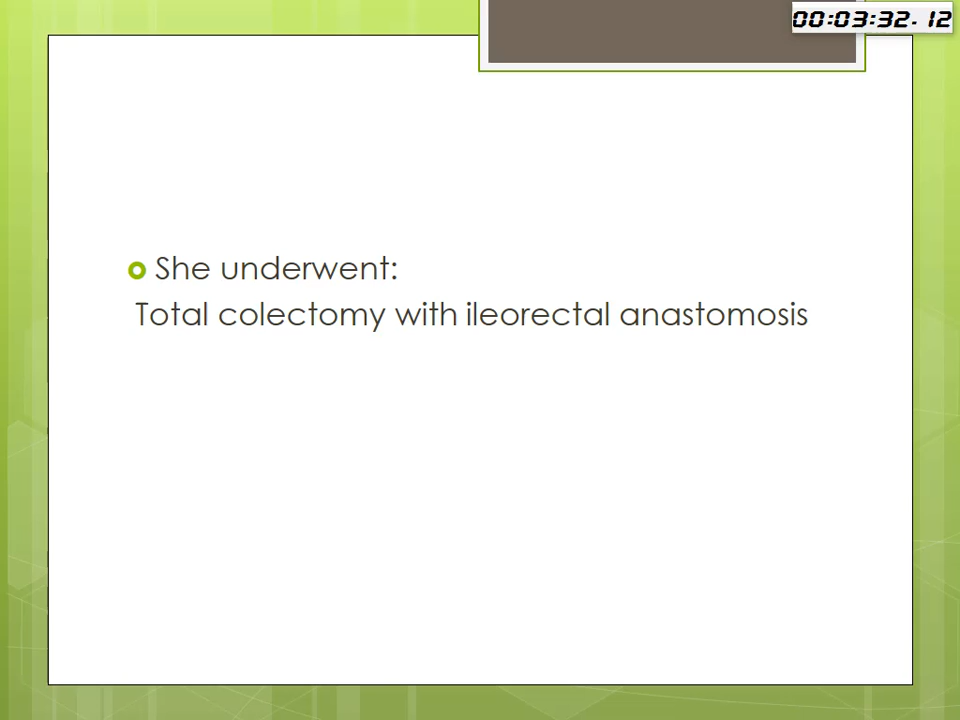 00:03:32.12
She underwent:
Total colectomy with ileorectal anastomosis